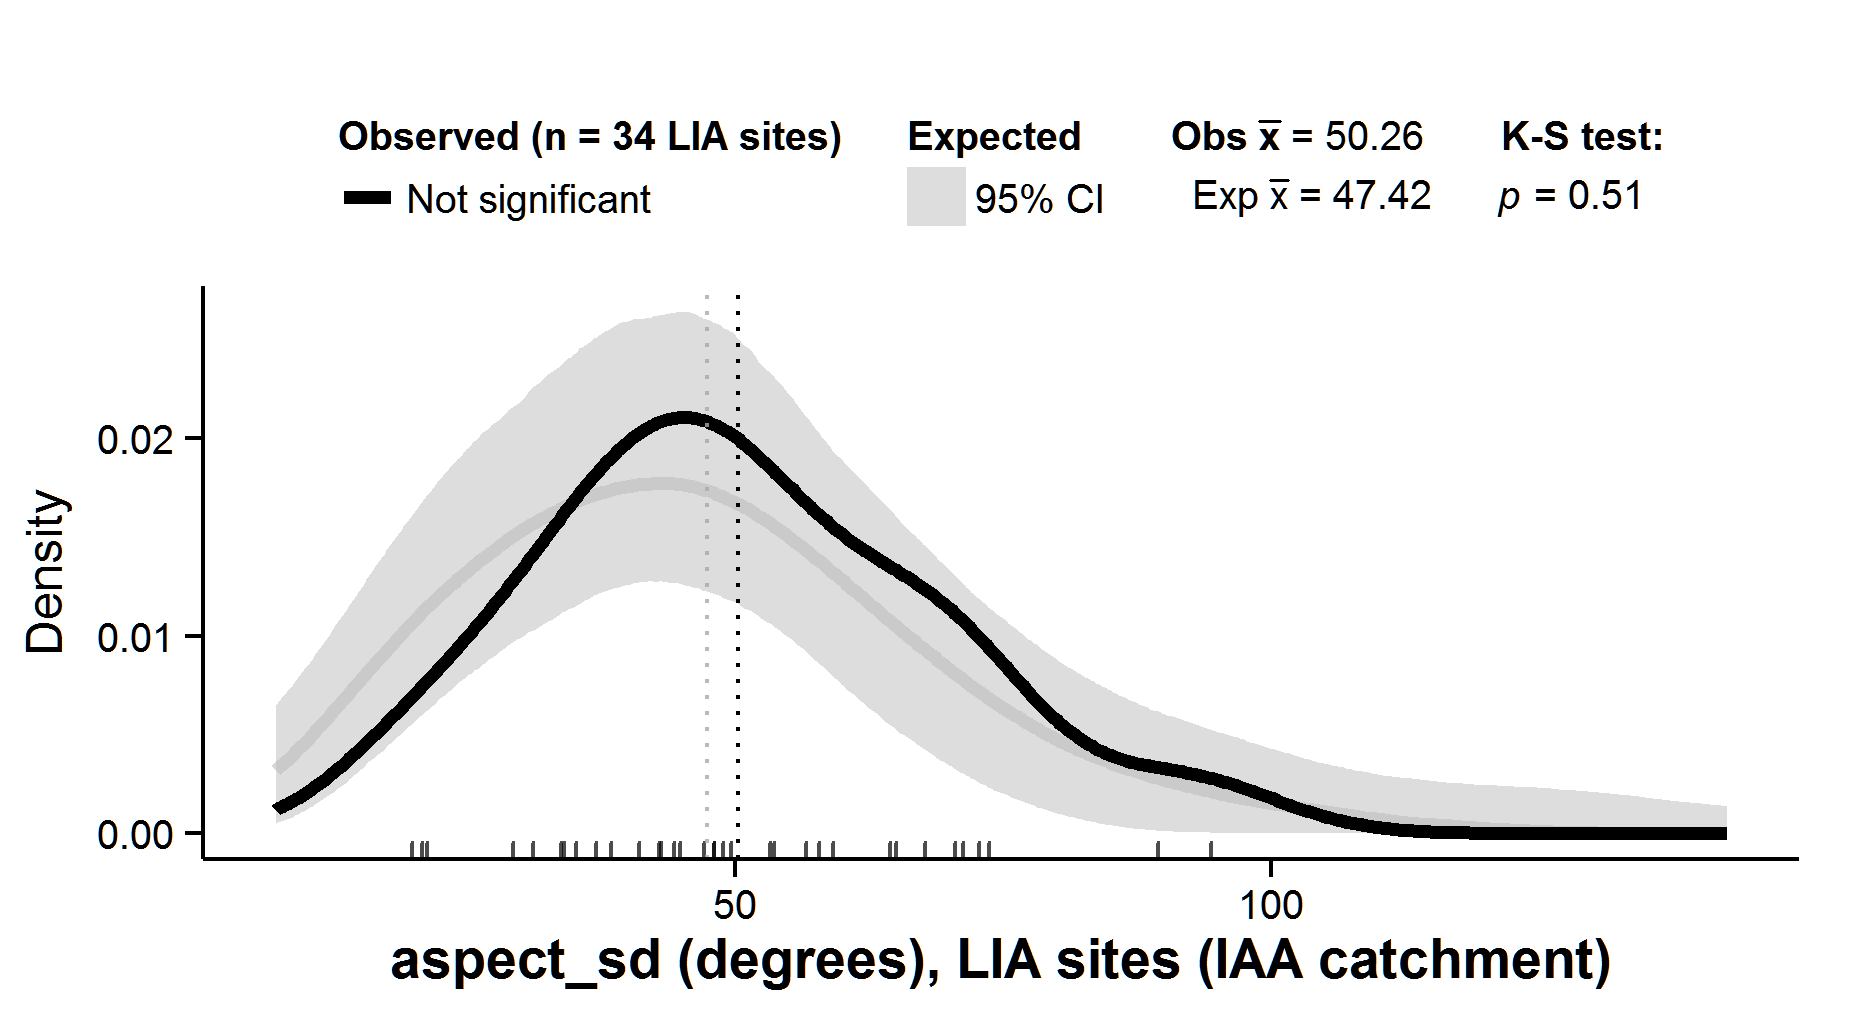 Observed (n = 34 LIA sites) Expected Obs x̅ = 50.26 K-S test:
Not significant 95% CI Exp x̅ = 47.42 p = 0.51
Density
0.02
0.01
0.00
50 100
aspect_sd (degrees), LIA sites (IAA catchment)